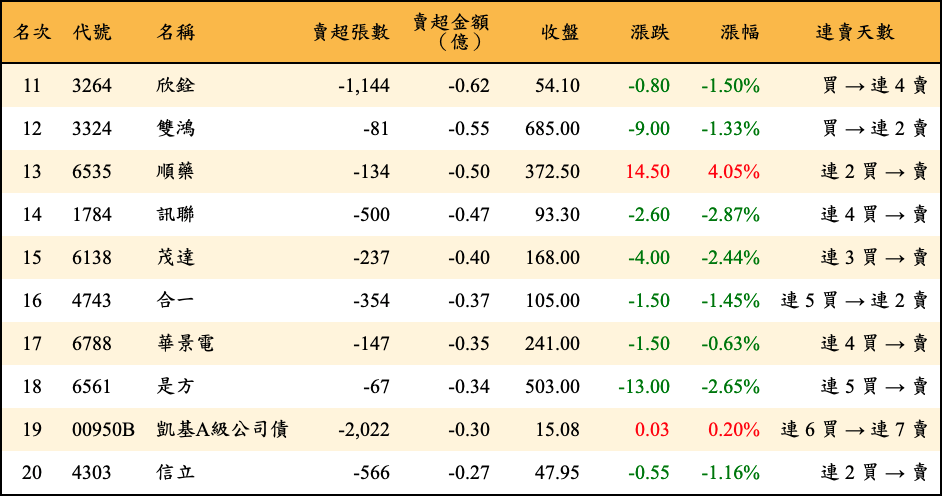 名次 代號 名稱 賣超張數 賣超金額（億） 收盤 漲跌 漲幅 連賣天數
11 3264 欣銓 -1,144 -0.62 54.10 -0.80 -1.50% 買 → 連 4 賣
12 3324 雙鴻 -81 -0.55 685.00 -9.00 -1.33% 買 → 連 2 賣
13 6535 順藥 -134 -0.50 372.50 14.50 4.05% 連 2 買 → 賣
14 1784 訊聯 -500 -0.47 93.30 -2.60 -2.87% 連 4 買 → 賣
15 6138 茂達 -237 -0.40 168.00 -4.00 -2.44% 連 3 買 → 賣
16 4743 合一 -354 -0.37 105.00 -1.50 -1.45% 連 5 買 → 連 2 賣
17 6788 華景電 -147 -0.35 241.00 -1.50 -0.63% 連 4 買 → 賣
18 6561 是方 -67 -0.34 503.00 -13.00 -2.65% 連 5 買 → 賣
19 00950B 凱基A級公司債 -2,022 -0.30 15.08 0.03 0.20% 連 6 買 → 連 7 賣
20 4303 信立 -566 -0.27 47.95 -0.55 -1.16% 連 2 買 → 賣